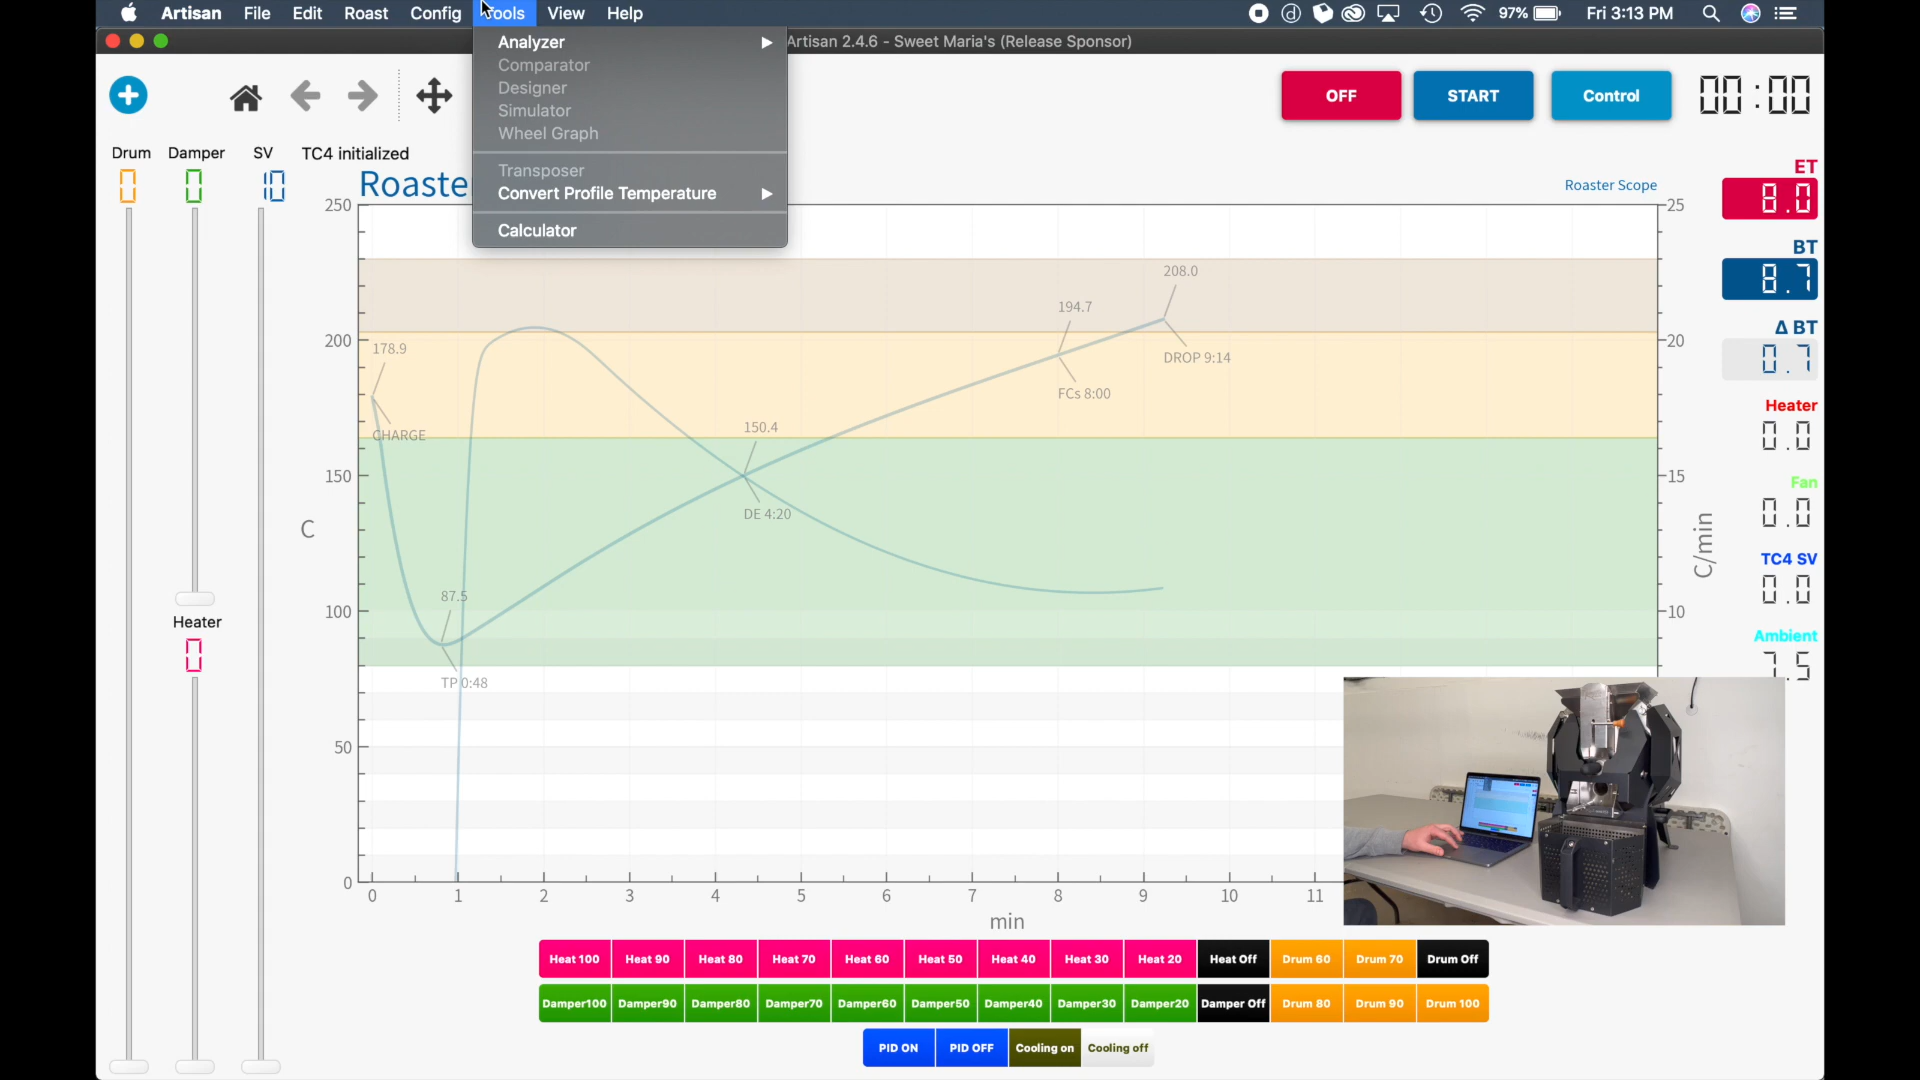 Artisan File Edit Roast Config Tools View Help
97% Fri 3:13 PM
Artisan 2.4.6 - Sweet Maria's (Release Sponsor)
Analyzer
Comparator
Designer
Simulator
Wheel Graph
Transposer
Convert Profile Temperature
Calculator
OFF START Control 00:00
Drum Damper SV TC4 initialized
0 0 10
Roaste
Roaster Scope
ET
8.0
BT
8.7
Δ BT
0.7
Heater
0.0
Fan
0.0
TC4 SV
0.0
Ambient
7.5
Heater
0
250
200
150
100
50
0
C
25
20
15
10
C/min
178.9
CHARGE
87.5
TP 0:48
150.4
DE 4:20
194.7
FCs 8:00
208.0
DROP 9:14
0 1 2 3 4 5 6 7 8 9 10 11
min
Heat 100 Heat 90 Heat 80 Heat 70 Heat 60 Heat 50 Heat 40 Heat 30 Heat 20 Heat Off Drum 60 Drum 70 Drum Off
Damper100 Damper90 Damper80 Damper70 Damper60 Damper50 Damper40 Damper30 Damper20 Damper Off Drum 80 Drum 90 Drum 100
PID ON PID OFF Cooling on Cooling off